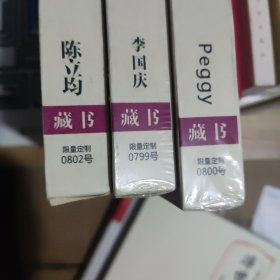 陈立均
藏书
限量定制
0802号
李国庆
藏书
限量定制
0799号
Peggy
藏书
限量定制
0800号